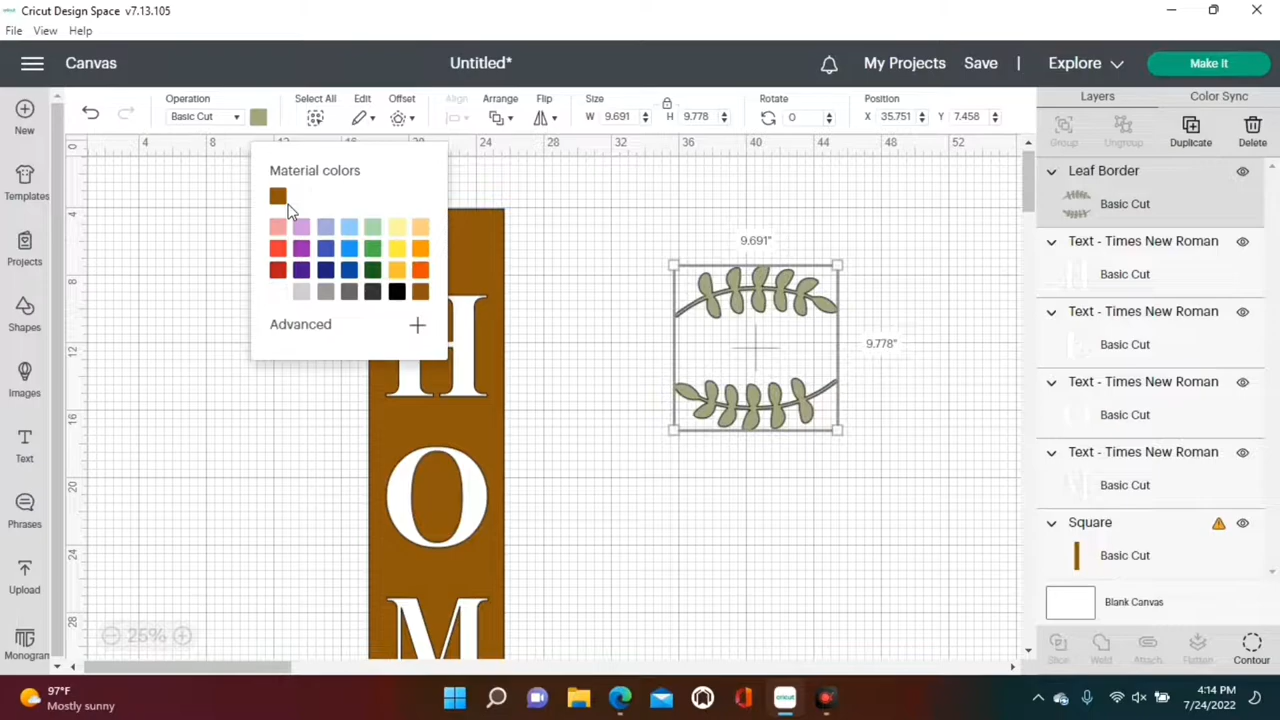 Cricut Design Space v7.13.105
File View Help
Canvas
Untitled*
My Projects Save | Explore
Make It
Operation
Basic Cut
Select All
Edit
Offset
Align
Arrange
Flip
Size
W 9.691
H 9.778
Rotate
0
Position
X 35.751
Y 7.458
Layers
Color Sync
Group
Ungroup
Duplicate
Delete
New
Templates
Projects
Shapes
Images
Text
Phrases
Upload
Monogram
0 4 8 12 20 24 28 32 36 40 44 48 52
0
4
8
12
16
20
24
28
Material colors
Advanced
H
O
M
9.691"
9.778"
25%
Leaf Border
Basic Cut
Text - Times New Roman
Basic Cut
Text - Times New Roman
Basic Cut
Text - Times New Roman
Basic Cut
Text - Times New Roman
Basic Cut
Square
Basic Cut
Blank Canvas
Slice
Weld
Attach
Flatten
Contour
97°F
Mostly sunny
cricut
4:14 PM
7/24/2022